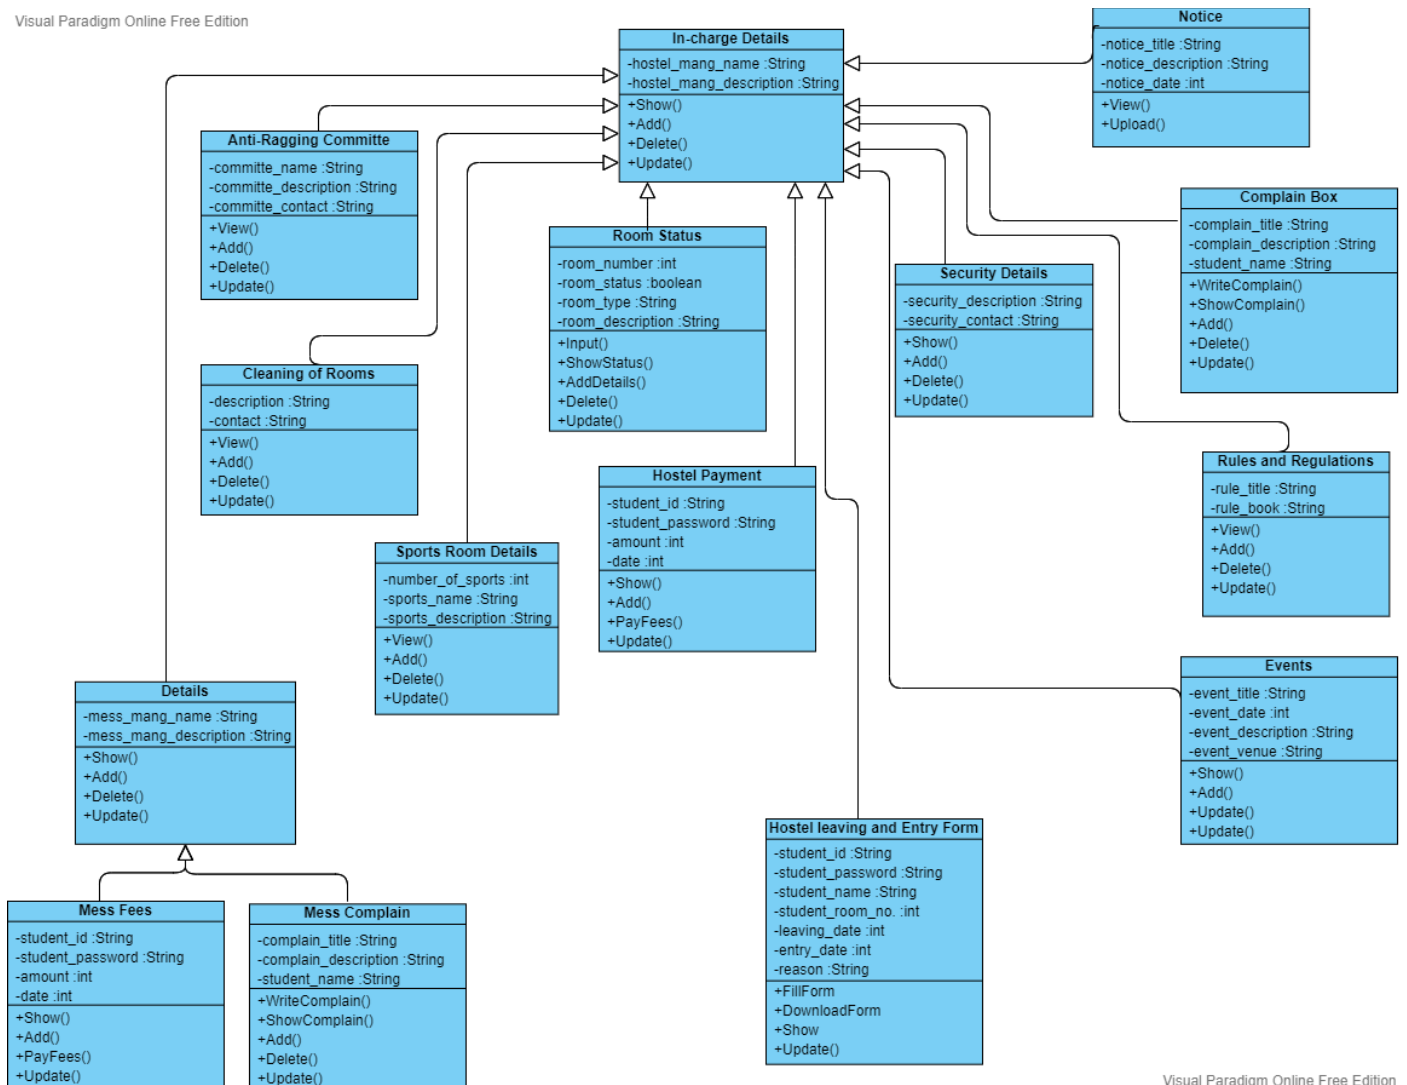 Visual Paradigm Online Free Edition
In-charge Details
-hostel_mang_name :String
-hostel_mang_description :String
+Show()
+Add()
+Delete()
+Update()
Notice
-notice_title :String
-notice_description :String
-notice_date :int
+View()
+Upload()
Anti-Ragging Committe
-committe_name :String
-committe_description :String
-committe_contact :String
+View()
+Add()
+Delete()
+Update()
Room Status
-room_number :int
-room_status :boolean
-room_type :String
-room_description :String
+Input()
+ShowStatus()
+AddDetails()
+Delete()
+Update()
Security Details
-security_description :String
-security_contact :String
+Show()
+Add()
+Delete()
+Update()
Complain Box
-complain_title :String
-complain_description :String
-student_name :String
+WriteComplain()
+ShowComplain()
+Add()
+Delete()
+Update()
Cleaning of Rooms
-description :String
-contact :String
+View()
+Add()
+Delete()
+Update()
Hostel Payment
-student_id :String
-student_password :String
-amount :int
-date :int
+Show()
+Add()
+PayFees()
+Update()
Rules and Regulations
-rule_title :String
-rule_book :String
+View()
+Add()
+Delete()
+Update()
Sports Room Details
-number_of_sports :int
-sports_name :String
-sports_description :String
+View()
+Add()
+Delete()
+Update()
Details
-mess_mang_name :String
-mess_mang_description :String
+Show()
+Add()
+Delete()
+Update()
Events
-event_title :String
-event_date :int
-event_description :String
-event_venue :String
+Show()
+Add()
+Update()
+Update()
Hostel leaving and Entry Form
-student_id :String
-student_password :String
-student_name :String
-student_room_no. :int
-leaving_date :int
-entry_date :int
-reason :String
+FillForm
+DownloadForm
+Show
+Update()
Mess Fees
-student_id :String
-student_password :String
-amount :int
-date :int
+Show()
+Add()
+PayFees()
+Update()
Mess Complain
-complain_title :String
-complain_description :String
-student_name :String
+WriteComplain()
+ShowComplain()
+Add()
+Delete()
+Update()
Visual Paradigm Online Free Edition